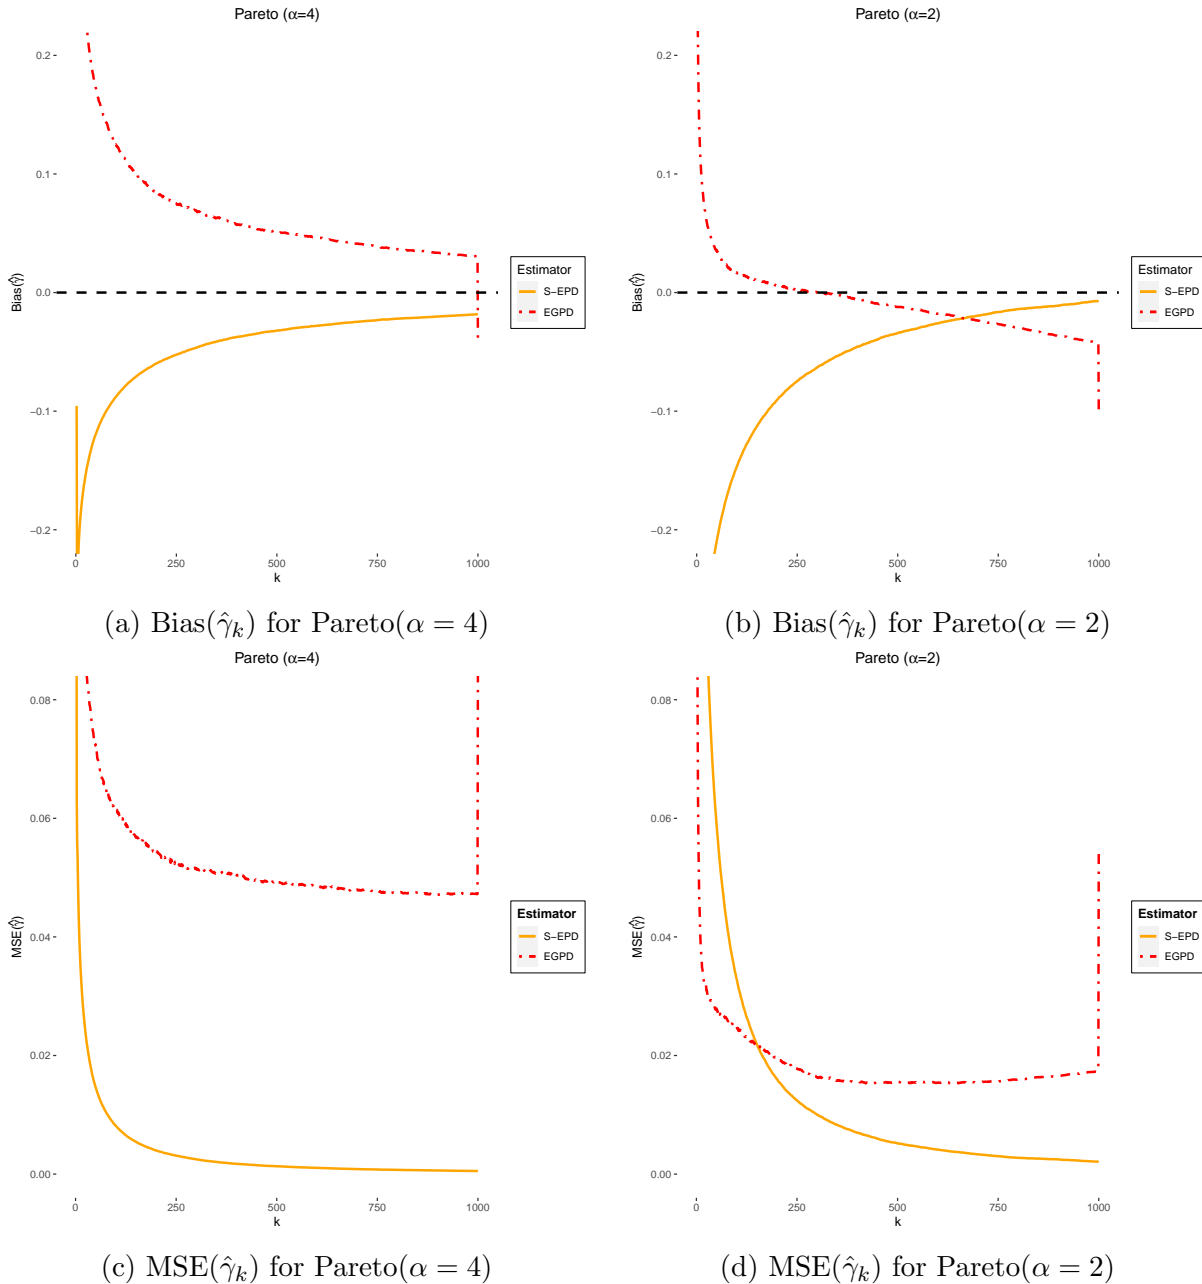 Pareto (α=4)
0.2
0.1
0.0
−0.1
−0.2
Bias(γ̂)
0
250
500
750
1000
k
Estimator
S−EPD
EGPD
(a) Bias(γ̂ₖ) for Pareto(α = 4)
Pareto (α=2)
0.2
0.1
0.0
−0.1
−0.2
Bias(γ̂)
0
250
500
750
1000
k
Estimator
S−EPD
EGPD
(b) Bias(γ̂ₖ) for Pareto(α = 2)
Pareto (α=4)
0.08
0.06
0.04
0.02
0.00
MSE(γ̂)
0
250
500
750
1000
k
Estimator
S−EPD
EGPD
(c) MSE(γ̂ₖ) for Pareto(α = 4)
Pareto (α=2)
0.08
0.06
0.04
0.02
0.00
MSE(γ̂)
0
250
500
750
1000
k
Estimator
S−EPD
EGPD
(d) MSE(γ̂ₖ) for Pareto(α = 2)